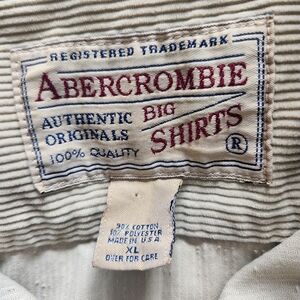 REGISTERED TRADEMARK
ABERCROMBIE
AUTHENTIC BIG
ORIGINALS SHIRTS
100% QUALITY ®
90% COTTON
10% POLYESTER
MADE IN U.S.A.
XL
OVER FOR CARE